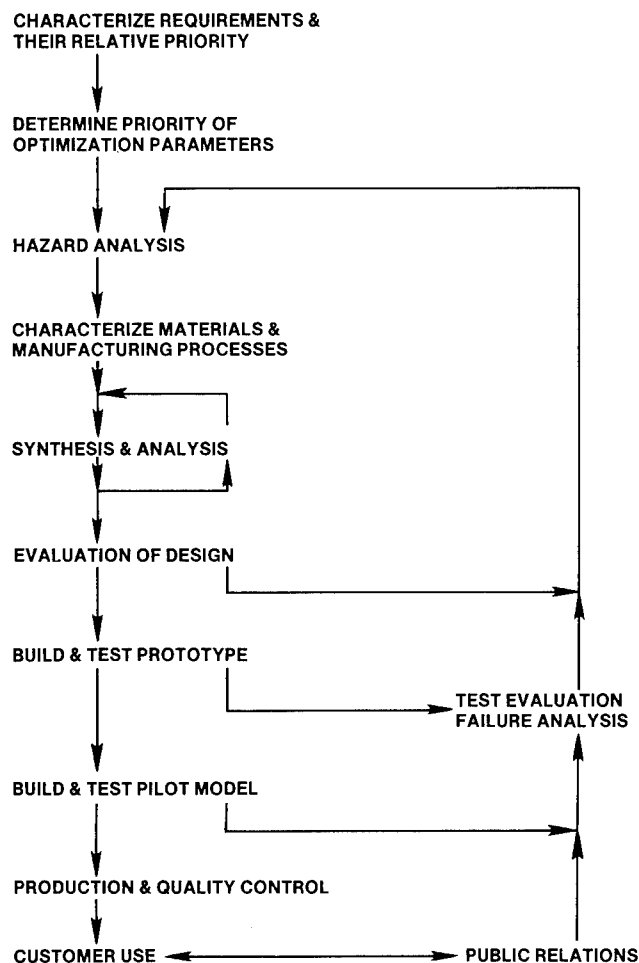 CHARACTERIZE REQUIREMENTS &
THEIR RELATIVE PRIORITY
DETERMINE PRIORITY OF
OPTIMIZATION PARAMETERS
HAZARD ANALYSIS
CHARACTERIZE MATERIALS &
MANUFACTURING PROCESSES
SYNTHESIS & ANALYSIS
EVALUATION OF DESIGN
BUILD & TEST PROTOTYPE
TEST EVALUATION
FAILURE ANALYSIS
BUILD & TEST PILOT MODEL
PRODUCTION & QUALITY CONTROL
CUSTOMER USE
PUBLIC RELATIONS